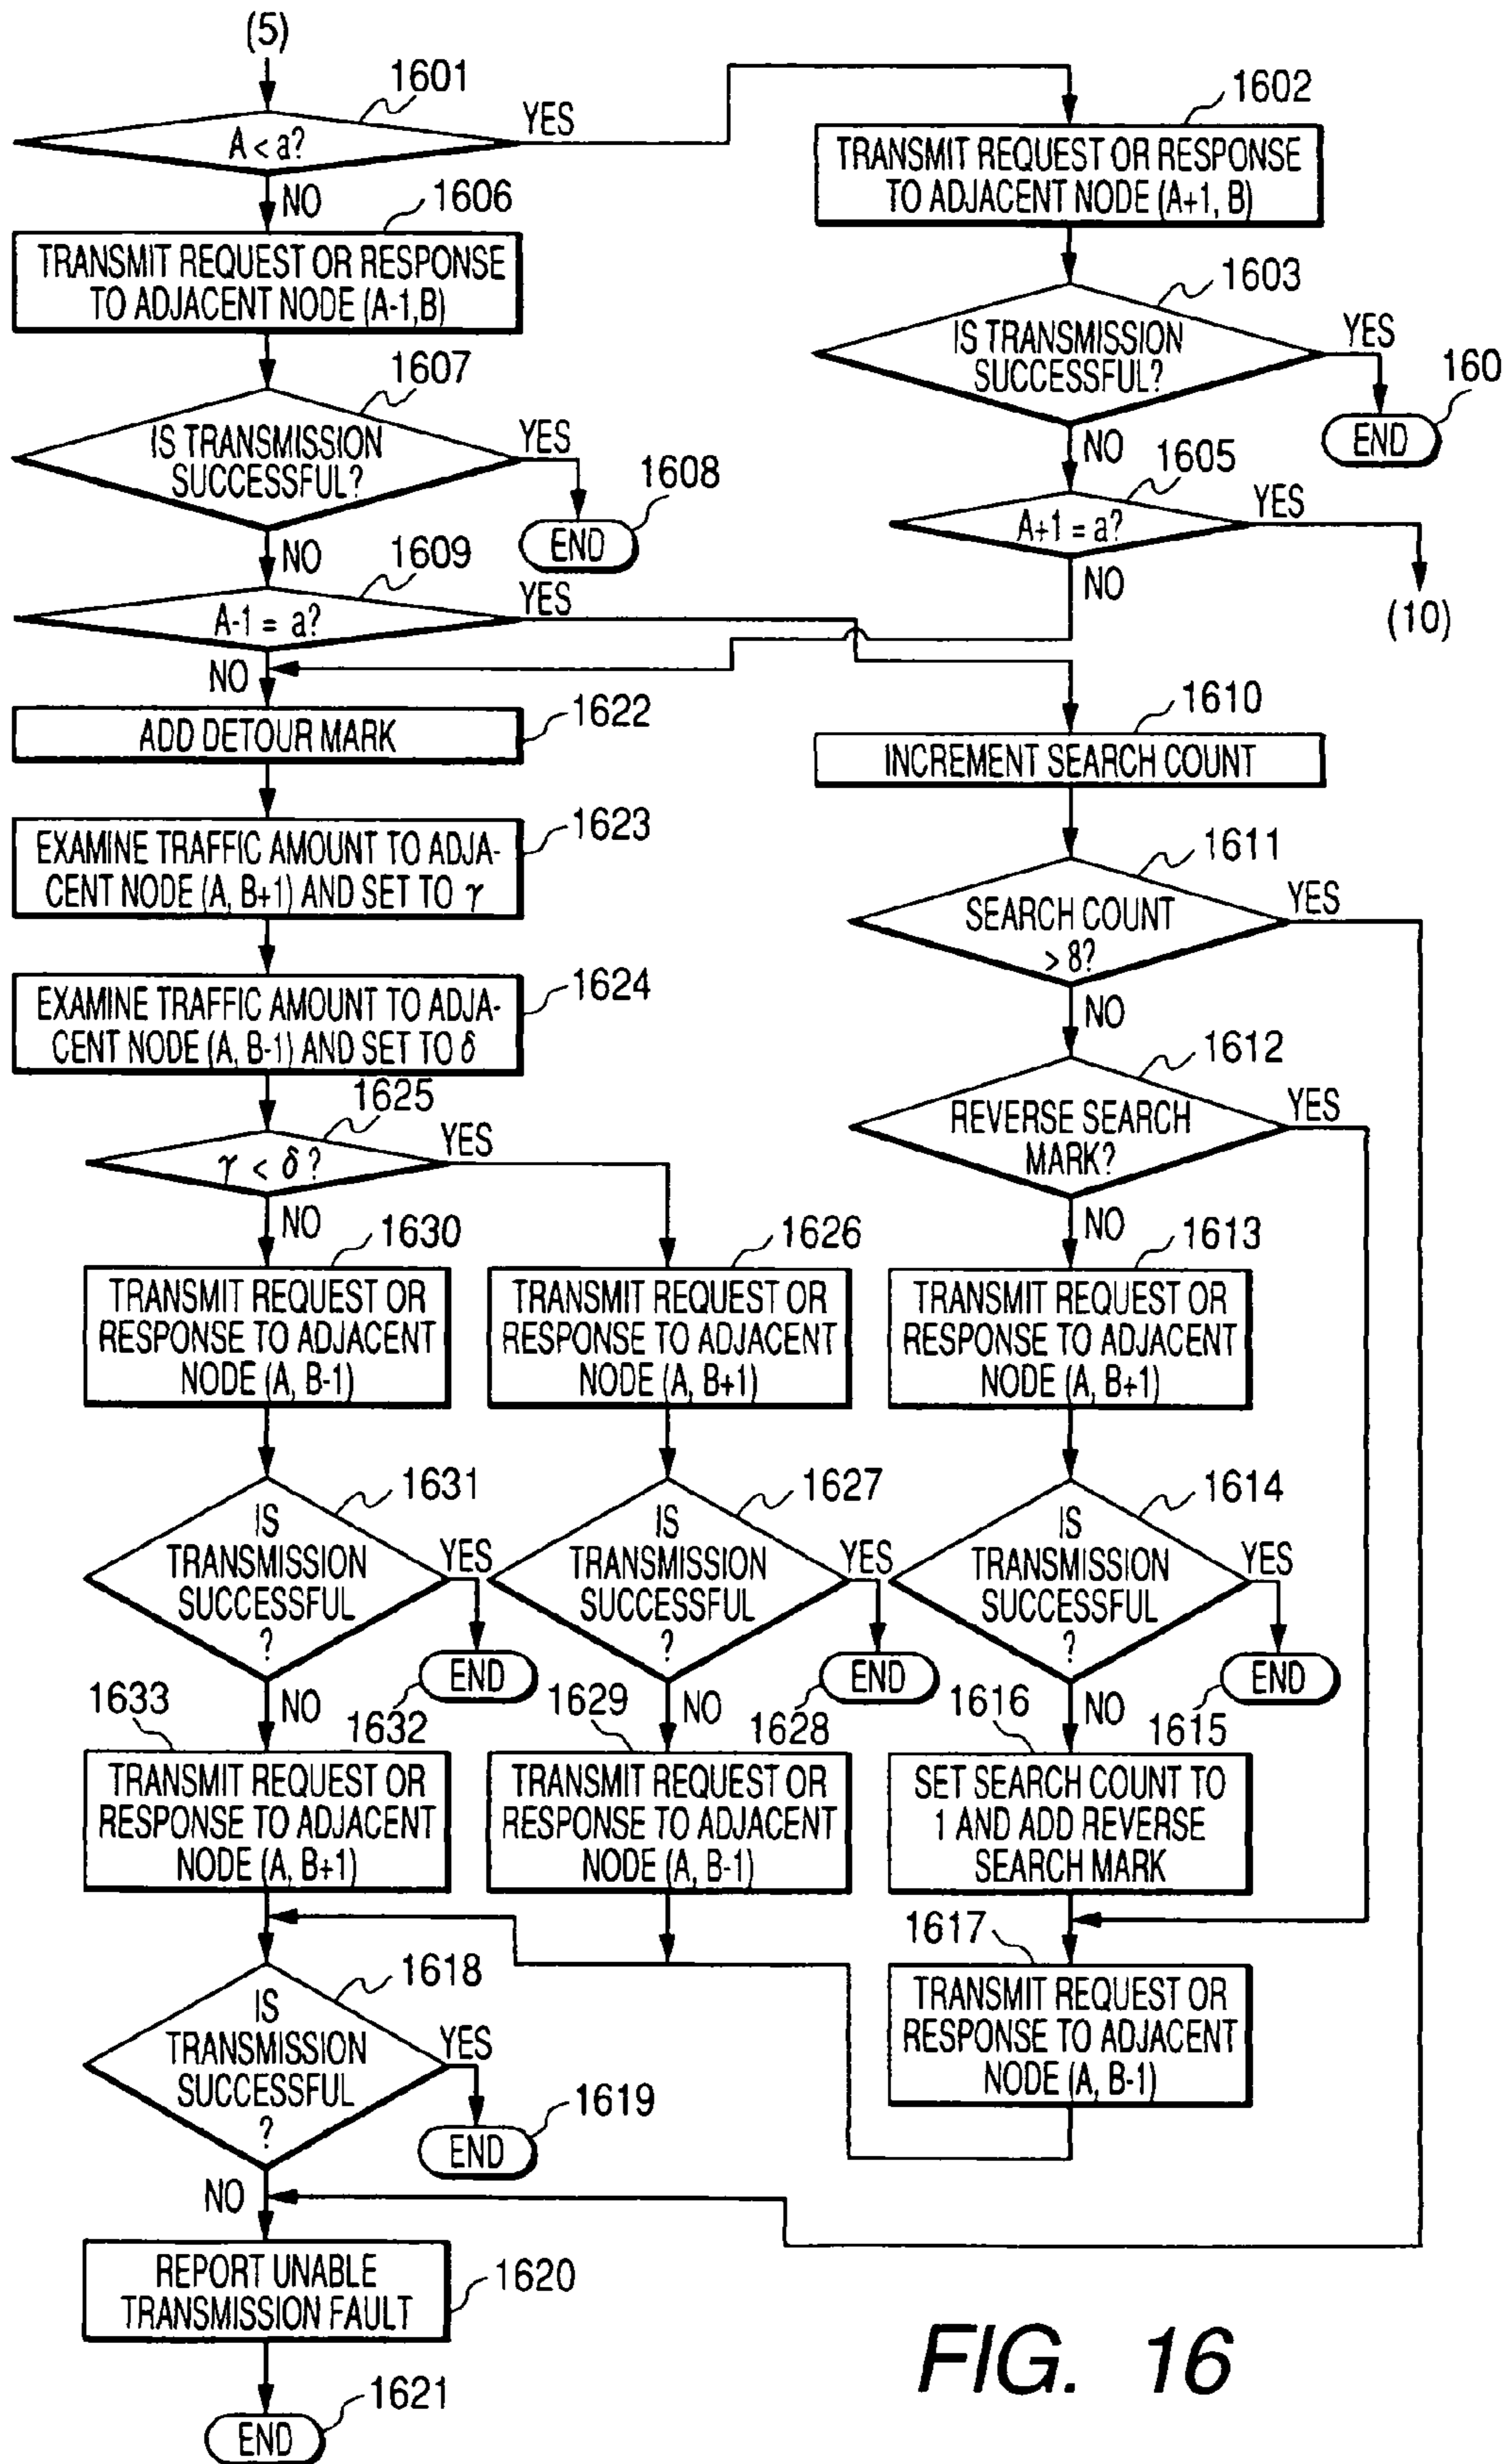 (5)
1601
A < a?
YES
NO
1602
TRANSMIT REQUEST OR RESPONSE
TO ADJACENT NODE (A+1, B)
1606
TRANSMIT REQUEST OR RESPONSE
TO ADJACENT NODE (A-1,B)
1603
IS TRANSMISSION
SUCCESSFUL?
YES
160
END
NO
1607
IS TRANSMISSION
SUCCESSFUL?
YES
1608
END
NO
1605
A+1 = a?
YES
(10)
NO
1609
A-1 = a?
YES
NO
1622
ADD DETOUR MARK
1610
INCREMENT SEARCH COUNT
1623
EXAMINE TRAFFIC AMOUNT TO ADJA-
CENT NODE (A, B+1) AND SET TO γ
1611
SEARCH COUNT
> 8?
YES
NO
1624
EXAMINE TRAFFIC AMOUNT TO ADJA-
CENT NODE (A, B-1) AND SET TO δ
1612
REVERSE SEARCH
MARK?
YES
NO
1625
γ < δ ?
YES
NO
1630
TRANSMIT REQUEST OR
RESPONSE TO ADJACENT
NODE (A, B-1)
1626
TRANSMIT REQUEST OR
RESPONSE TO ADJACENT
NODE (A, B+1)
1613
TRANSMIT REQUEST OR
RESPONSE TO ADJACENT
NODE (A, B+1)
1631
IS
TRANSMISSION
SUCCESSFUL
?
YES
END
1632
NO
1627
IS
TRANSMISSION
SUCCESSFUL
?
YES
END
1628
NO
1614
IS
TRANSMISSION
SUCCESSFUL
?
YES
END
1615
NO
1633
TRANSMIT REQUEST OR
RESPONSE TO ADJACENT
NODE (A, B+1)
1629
TRANSMIT REQUEST OR
RESPONSE TO ADJACENT
NODE (A, B-1)
1616
SET SEARCH COUNT TO
1 AND ADD REVERSE
SEARCH MARK
1617
TRANSMIT REQUEST OR
RESPONSE TO ADJACENT
NODE (A, B-1)
1618
IS
TRANSMISSION
SUCCESSFUL
?
YES
1619
END
NO
REPORT UNABLE
TRANSMISSION FAULT
1620
1621
END
FIG. 16